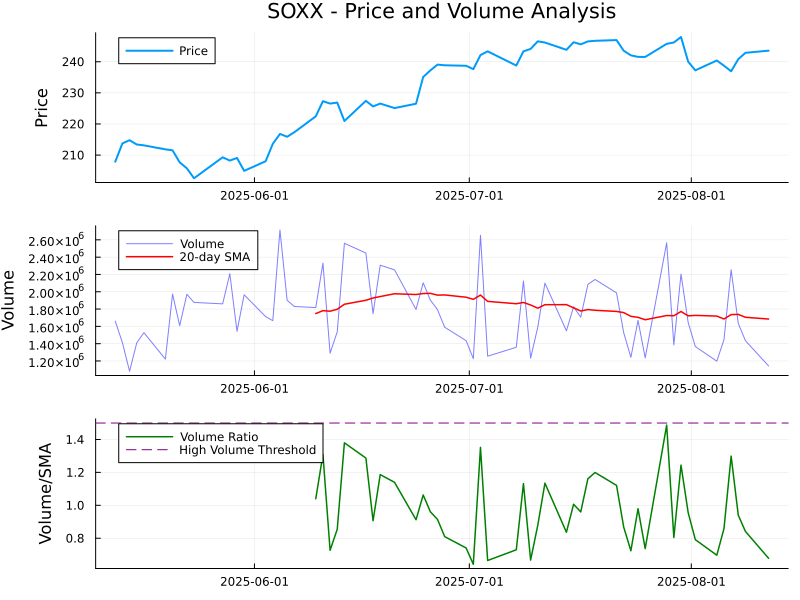 SOXX - Price and Volume Analysis
Price
240
230
220
210
Price
2025-06-01
2025-07-01
2025-08-01
Volume
20-day SMA
2.60×10⁶
2.40×10⁶
2.20×10⁶
2.00×10⁶
1.80×10⁶
1.60×10⁶
1.40×10⁶
1.20×10⁶
Volume
2025-06-01
2025-07-01
2025-08-01
Volume Ratio
High Volume Threshold
1.4
1.2
1.0
0.8
Volume/SMA
2025-06-01
2025-07-01
2025-08-01